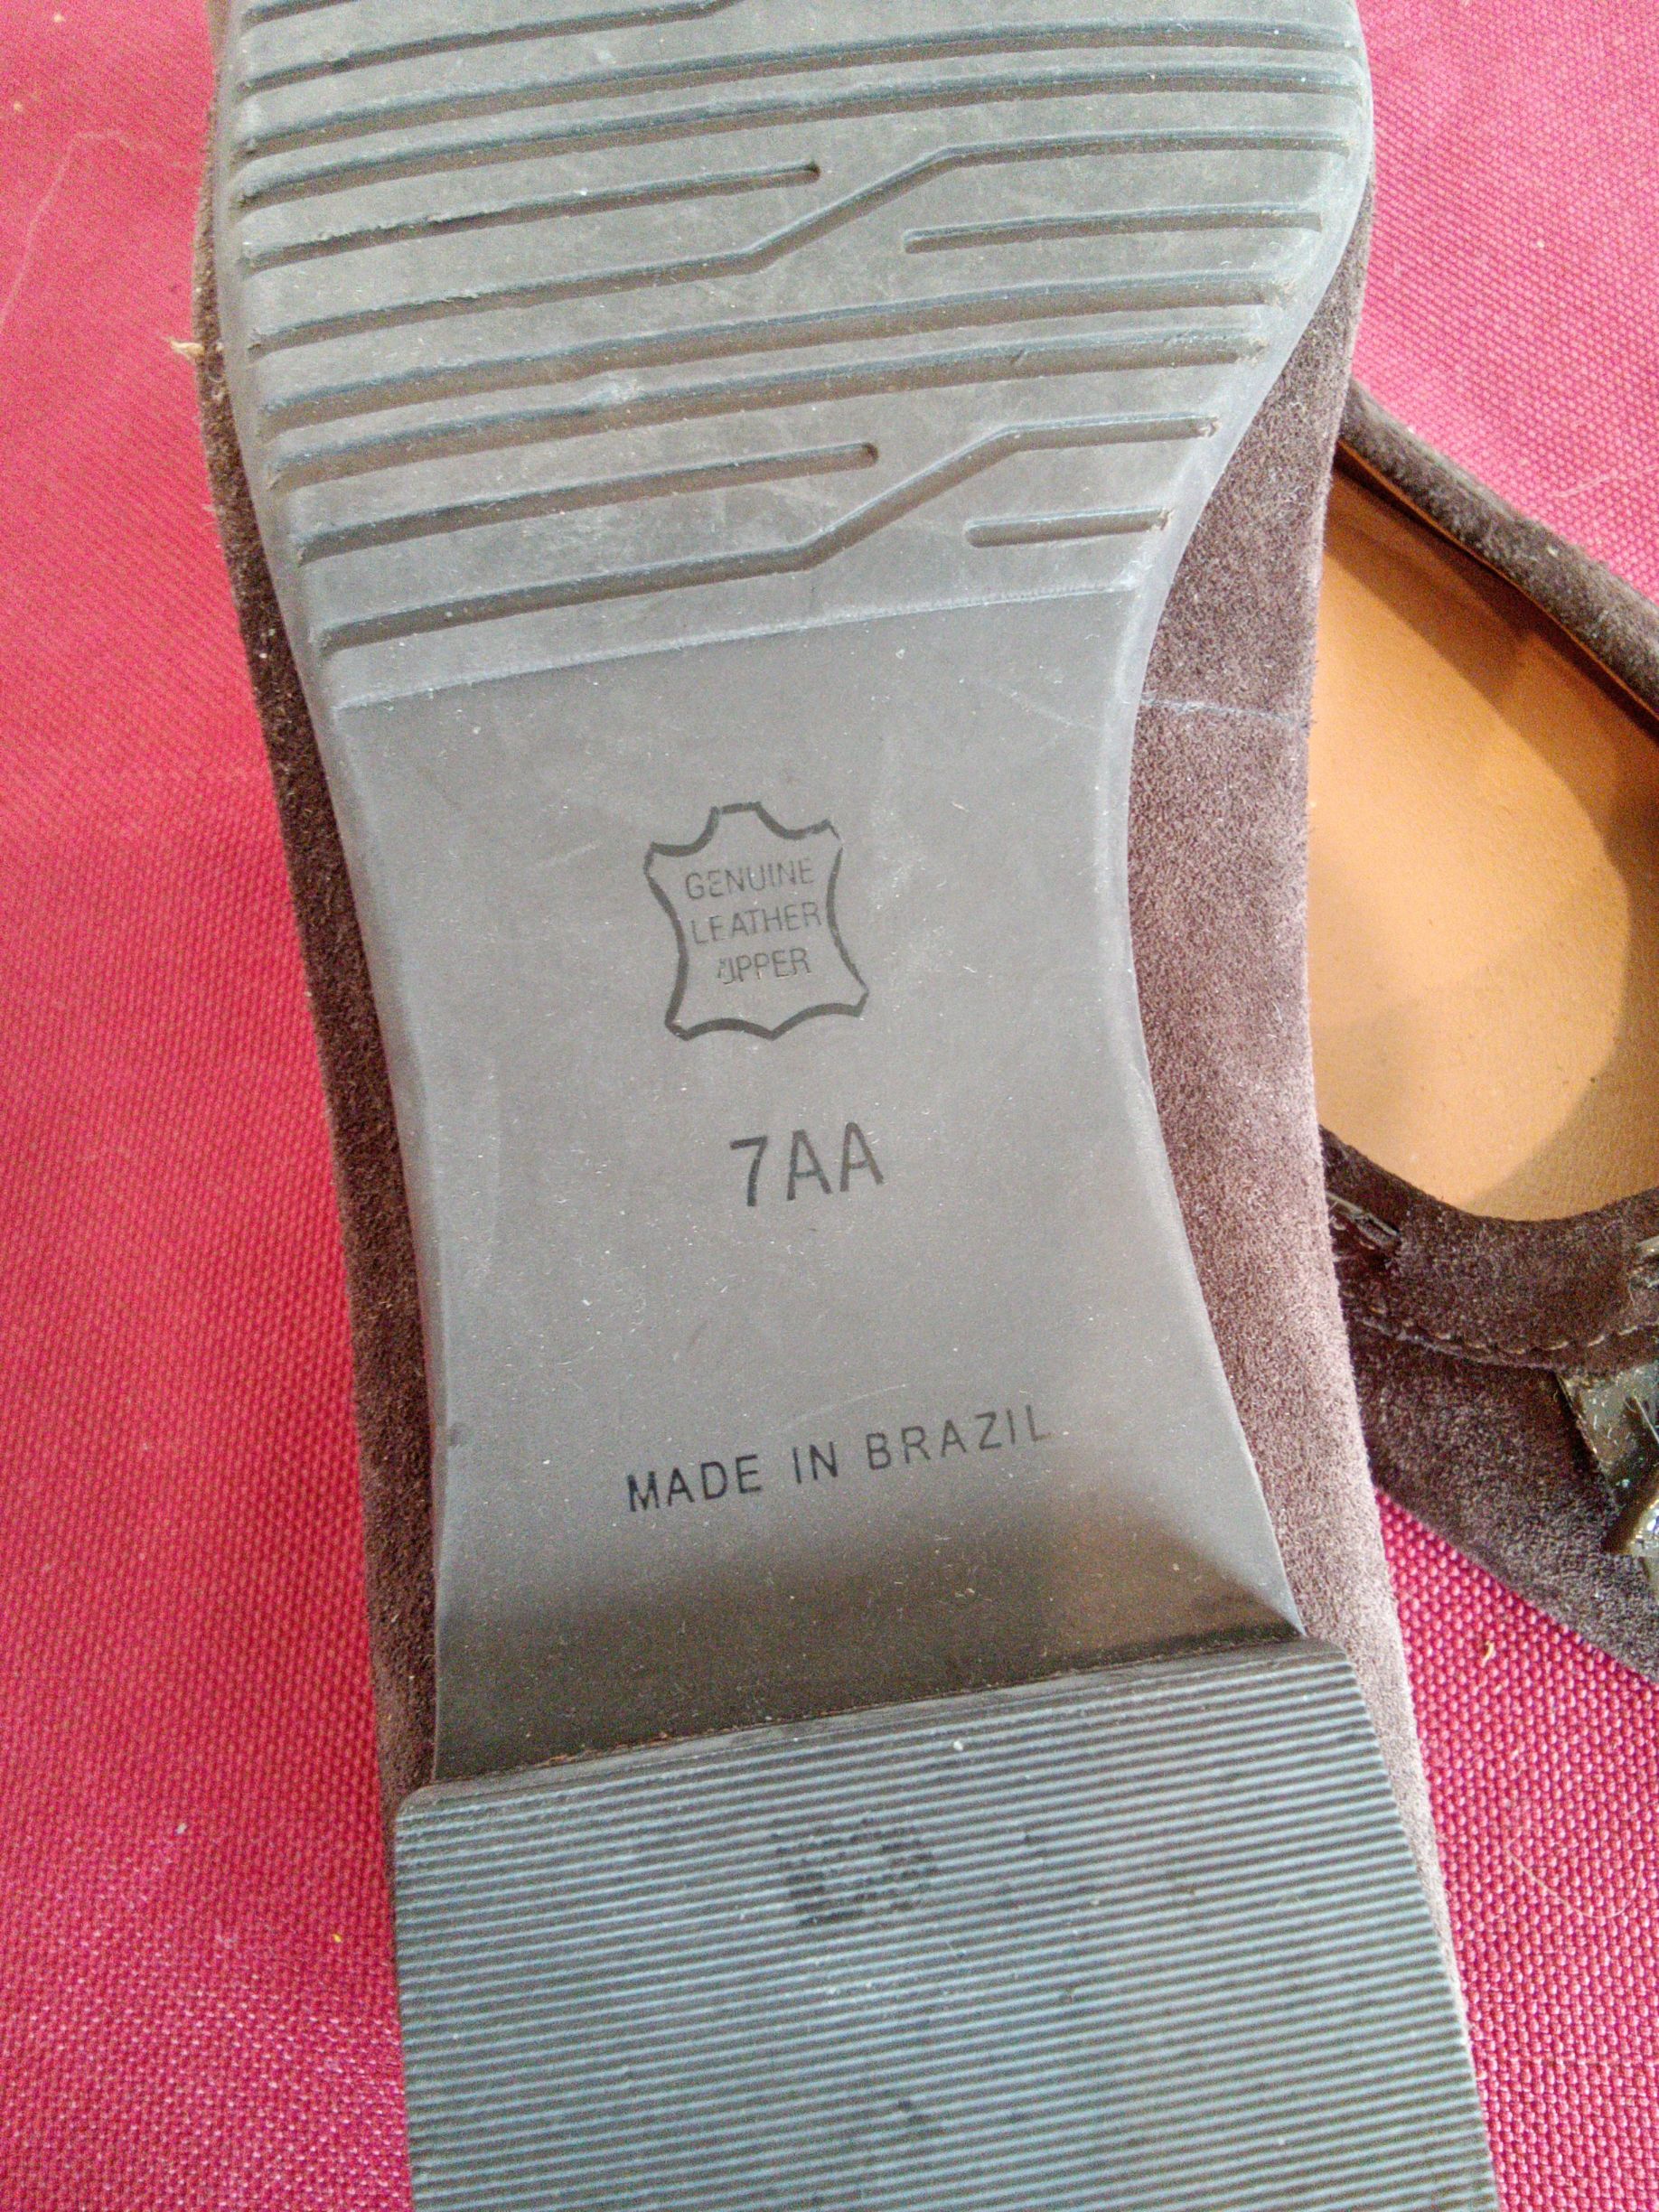 GENUINE
LEATHER
UPPER
7AA
MADE IN BRAZIL